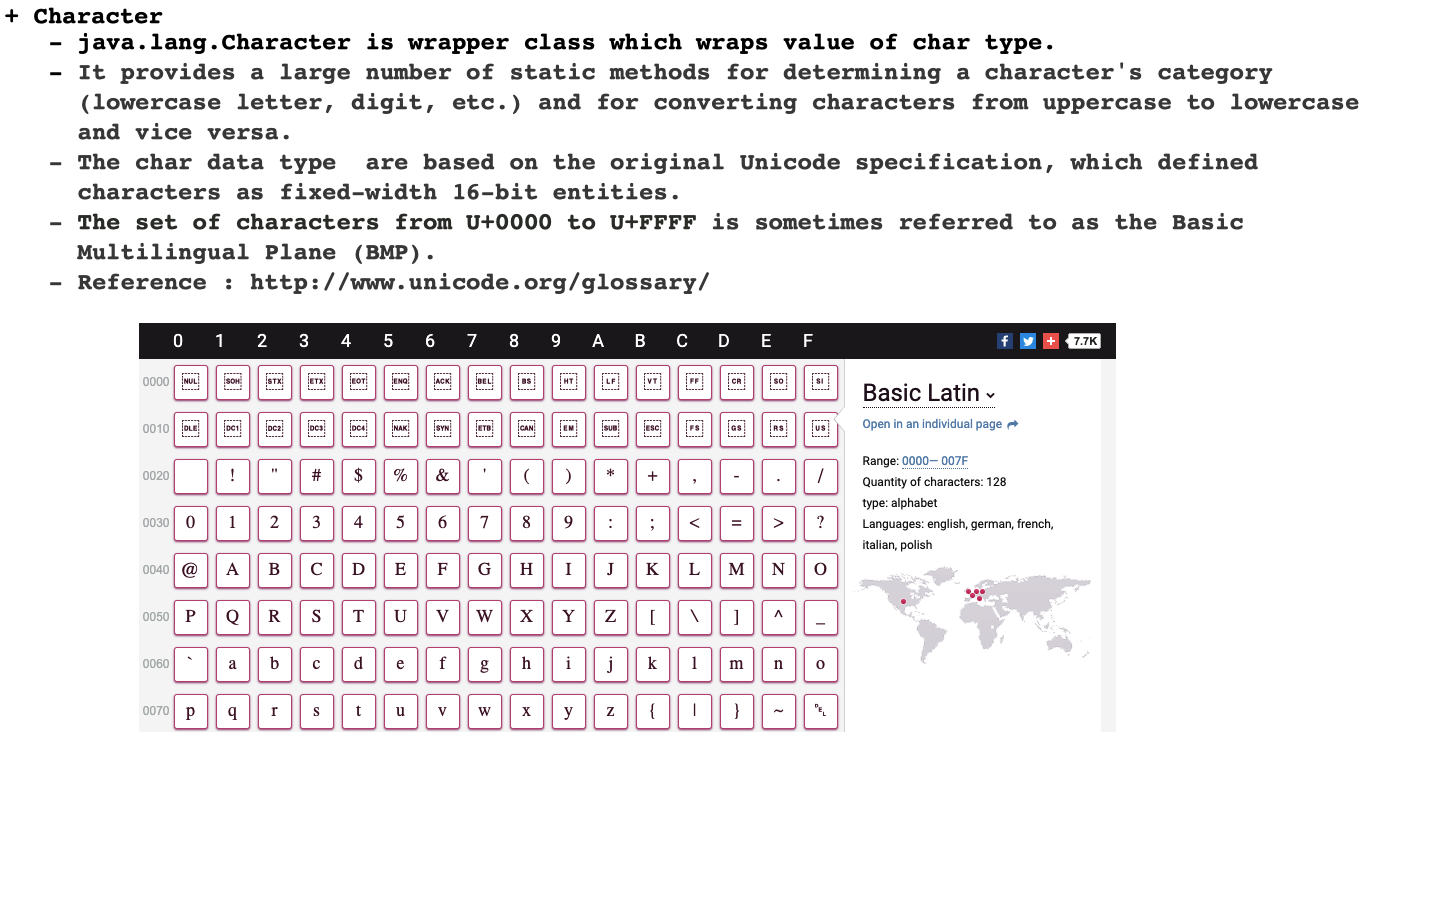 + Character
- java.lang.Character is wrapper class which wraps value of char type.
- It provides a large number of static methods for determining a character's category
(lowercase letter, digit, etc.) and for converting characters from uppercase to lowercase
and vice versa.
- The char data type  are based on the original Unicode specification, which defined
characters as fixed-width 16-bit entities.
- The set of characters from U+0000 to U+FFFF is sometimes referred to as the Basic
Multilingual Plane (BMP).
- Reference : http://www.unicode.org/glossary/
0 1 2 3 4 5 6 7 8 9 A B C D E F
f + 7.7K
0000 NUL SOH STX ETX EOT ENQ ACK BEL BS HT LF VT FF CR SO SI
0010 DLE DC1 DC2 DC3 DC4 NAK SYN ETB CAN EM SUB ESC FS GS RS US
0020 ! " # $ % & ' ( ) * + , - . /
0030 0 1 2 3 4 5 6 7 8 9 : ; < = > ?
0040 @ A B C D E F G H I J K L M N O
0050 P Q R S T U V W X Y Z [ \ ] ^ _
0060 ` a b c d e f g h i j k l m n o
0070 p q r s t u v w x y z { | } ~ DEL
Basic Latin
Open in an individual page
Range: 0000— 007F
Quantity of characters: 128
type: alphabet
Languages: english, german, french,
italian, polish